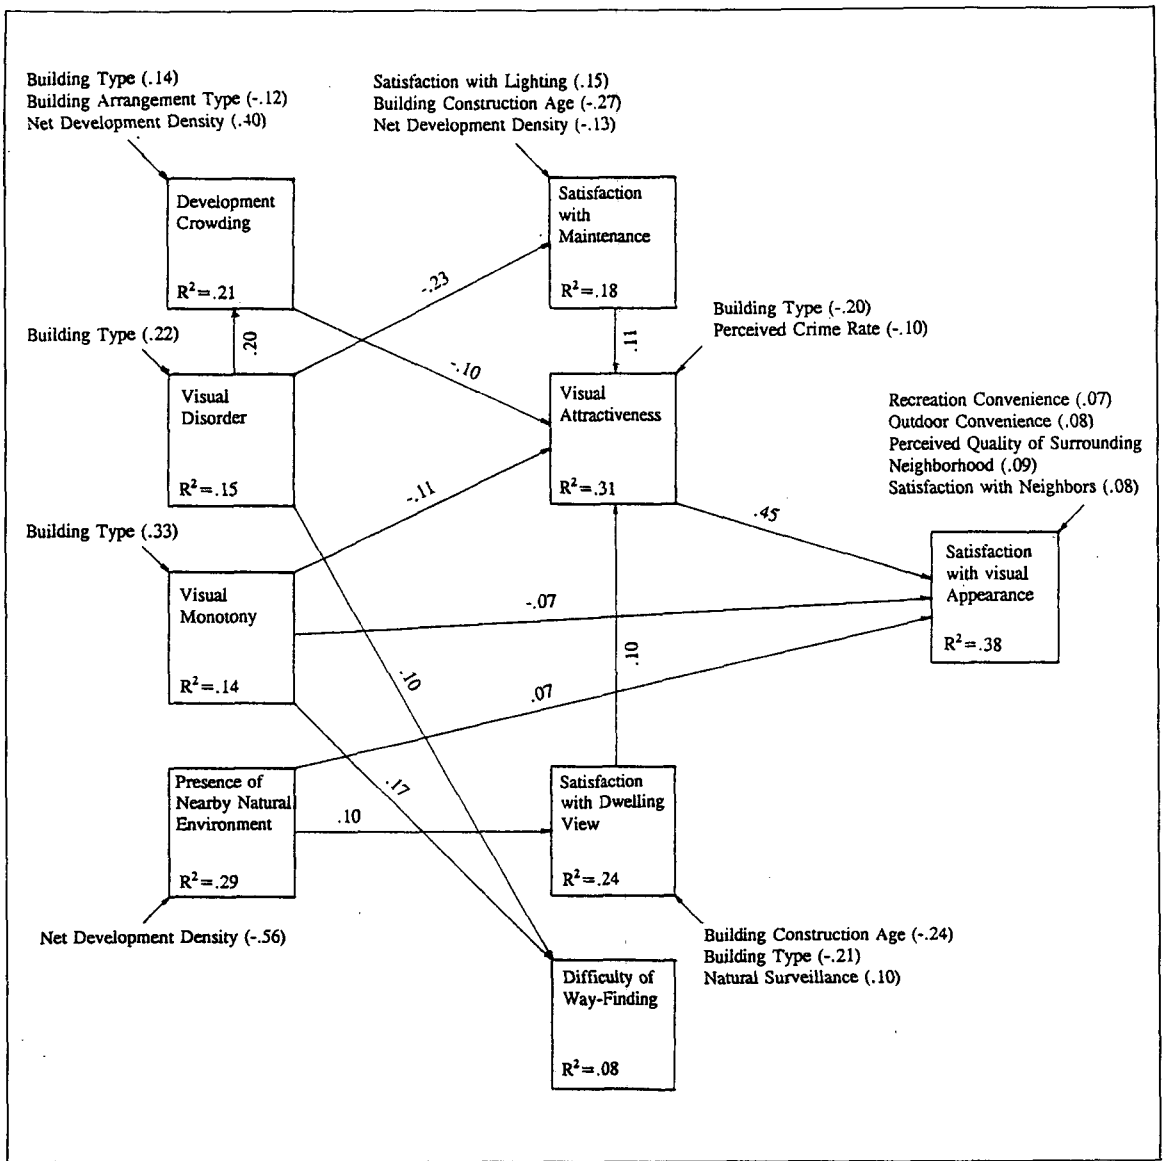 Building Type (.14)
Building Arrangement Type (-.12)
Net Development Density (.40)
Satisfaction with Lighting (.15)
Building Construction Age (-.27)
Net Development Density (-.13)
Development
Crowding
R²=.21
Satisfaction
with
Maintenance
R²=.18
-.23
Building Type (.22)
.20
-.10
.11
Building Type (-.20)
Perceived Crime Rate (-.10)
Visual
Disorder
R²=.15
Visual
Attractiveness
R²=.31
Recreation Convenience (.07)
Outdoor Convenience (.08)
Perceived Quality of Surrounding
Neighborhood (.09)
Satisfaction with Neighbors (.08)
-.11
.45
Building Type (.33)
Visual
Monotony
R²=.14
Satisfaction
with visual
Appearance
R²=.38
-.07
.10
.10
.07
.17
Presence of
Nearby Natural
Environment
R²=.29
.10
Satisfaction
with Dwelling
View
R²=.24
Net Development Density (-.56)
Building Construction Age (-.24)
Building Type (-.21)
Natural Surveillance (.10)
Difficulty of
Way-Finding
R²=.08